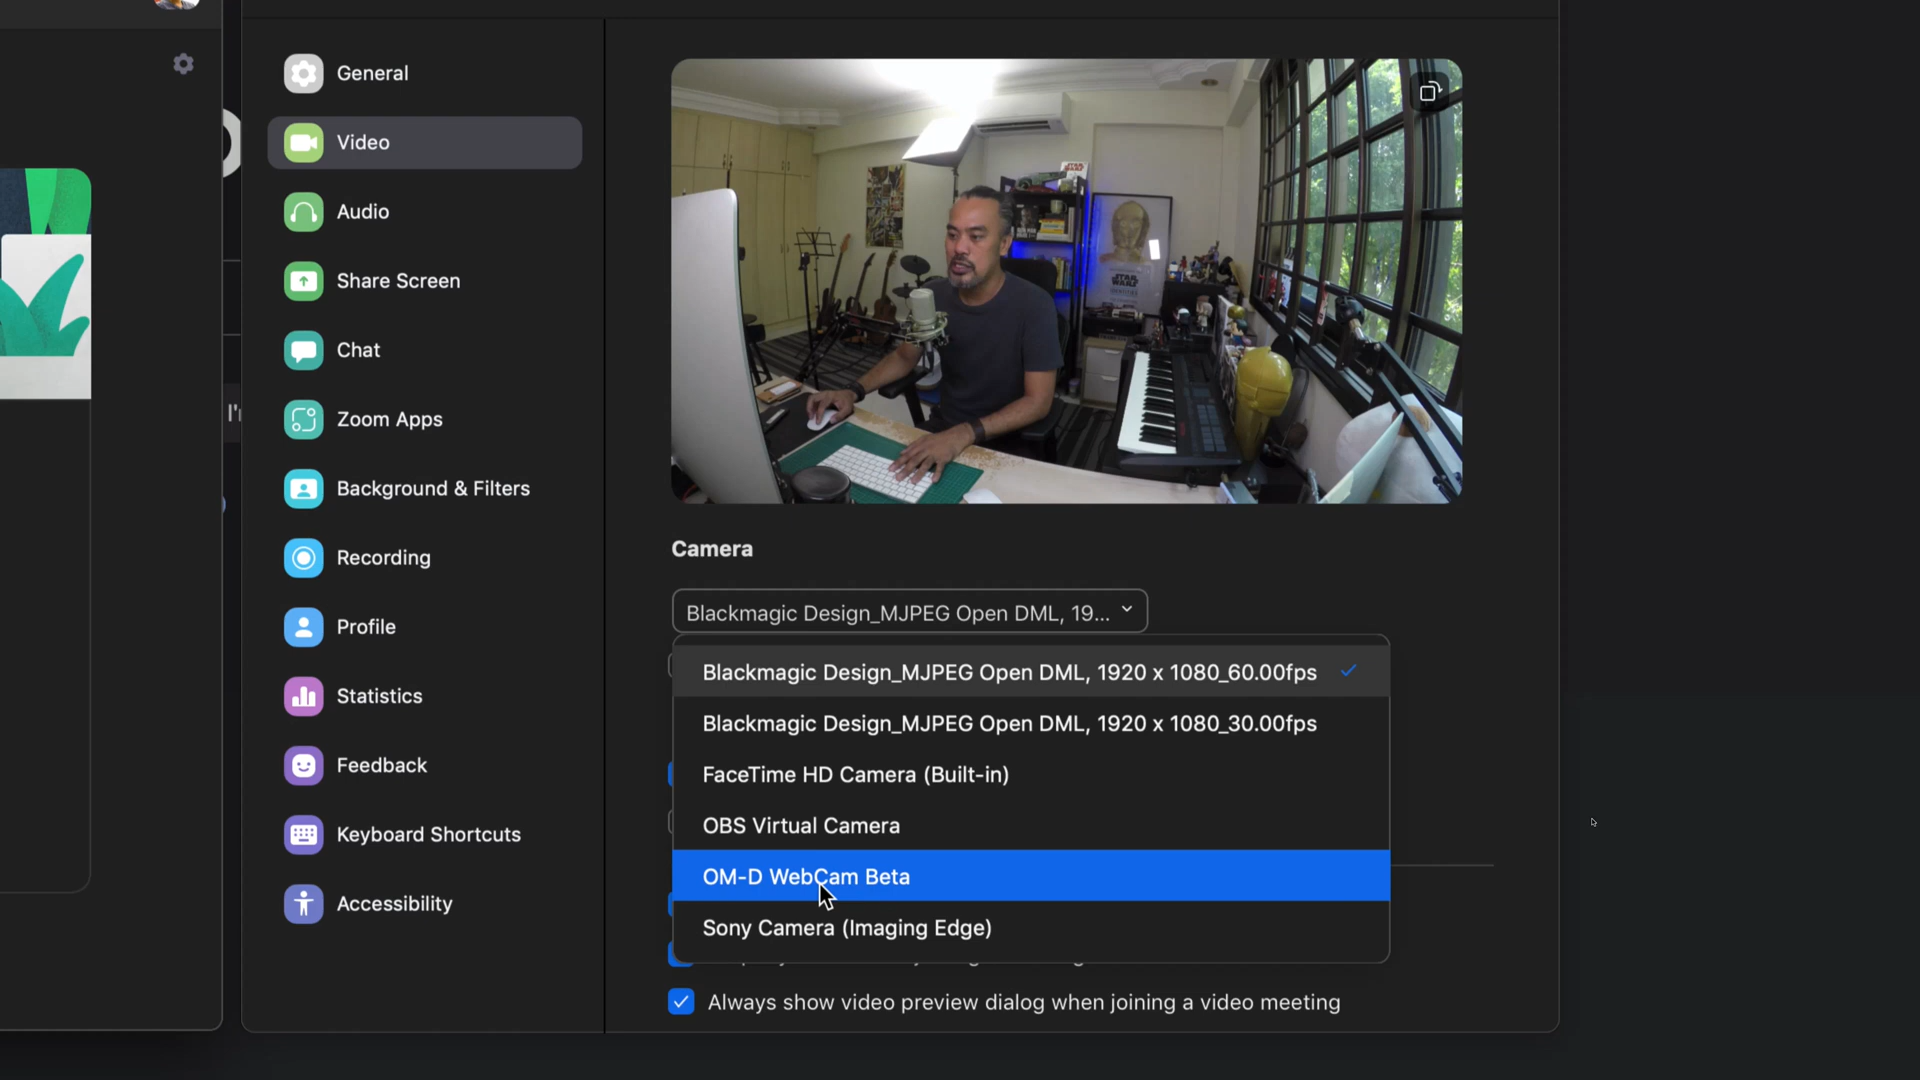 General
Video
Audio
Share Screen
Chat
Zoom Apps
Background & Filters
Recording
Profile
Statistics
Feedback
Keyboard Shortcuts
Accessibility
I'
STAR
WARS
Camera
Blackmagic Design_MJPEG Open DML, 19...
Blackmagic Design_MJPEG Open DML, 1920 x 1080_60.00fps
Blackmagic Design_MJPEG Open DML, 1920 x 1080_30.00fps
FaceTime HD Camera (Built-in)
OBS Virtual Camera
OM-D WebCam Beta
Sony Camera (Imaging Edge)
Always show video preview dialog when joining a video meeting